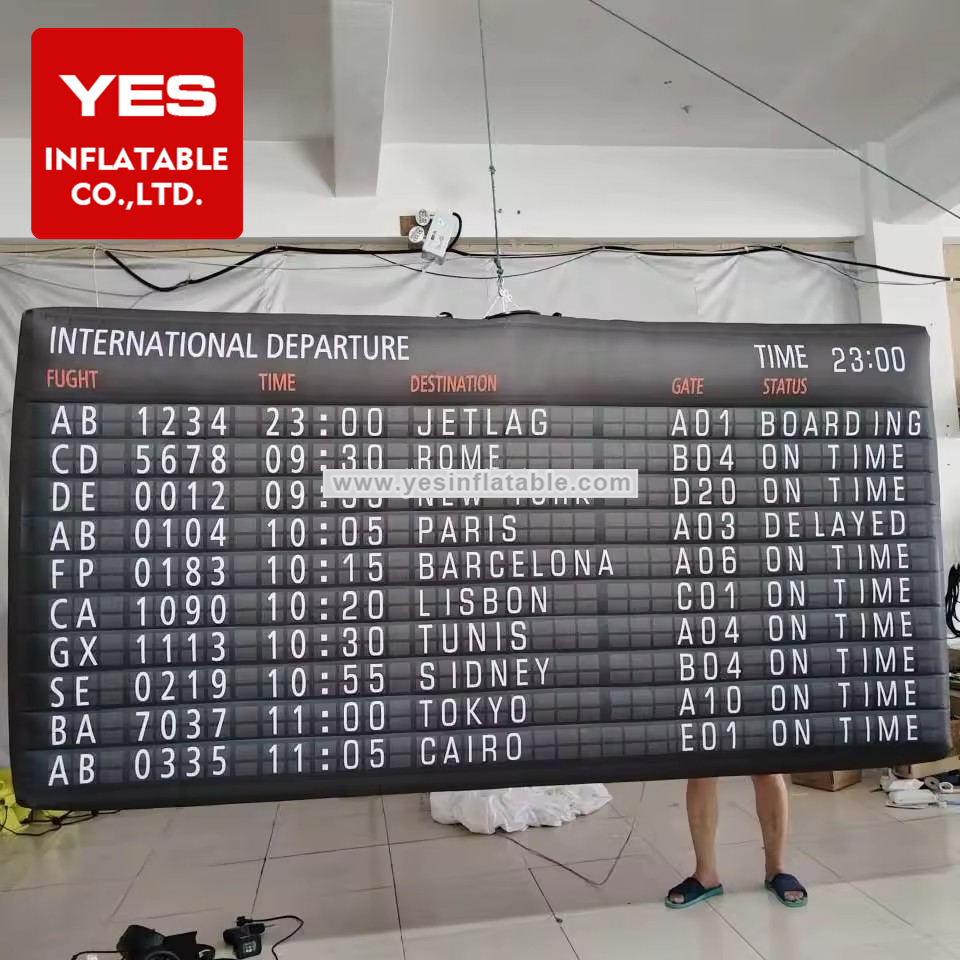 YES
INFLATABLE
CO.,LTD.
INTERNATIONAL DEPARTURE TIME 23:00
FUGHT TIME DESTINATION GATE STATUS
AB 1234 23:00 JETLAG A01 BOARDING
CD 5678 09:30 ROME B04 ON TIME
www.yesinflatable.com
DE 0012 NEW YORK D20 ON TIME
AB 0104 10:05 PARIS A03 DELAYED
FP 0183 10:15 BARCELONA A06 ON TIME
CA 1090 10:20 LISBON C01 ON TIME
GX 1113 10:30 TUNIS A04 ON TIME
SE 0219 10:55 SIDNEY B04 ON TIME
BA 7037 11:00 TOKYO A10 ON TIME
AB 0335 11:05 CAIRO E01 ON TIME